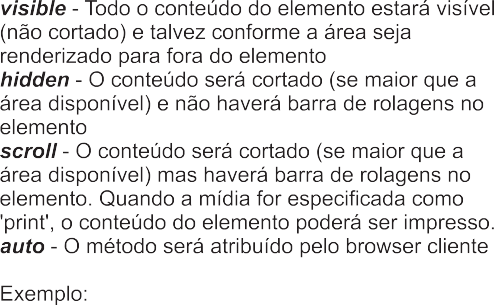 visible - Todo o conteúdo do elemento estará visível
(não cortado) e talvez conforme a área seja
renderizado para fora do elemento
hidden - O conteúdo será cortado (se maior que a
área disponível) e não haverá barra de rolagens no
elemento
scroll - O conteúdo será cortado (se maior que a
área disponível) mas haverá barra de rolagens no
elemento. Quando a mídia for especificada como
'print', o conteúdo do elemento poderá ser impresso.
auto - O método será atribuído pelo browser cliente
Exemplo: